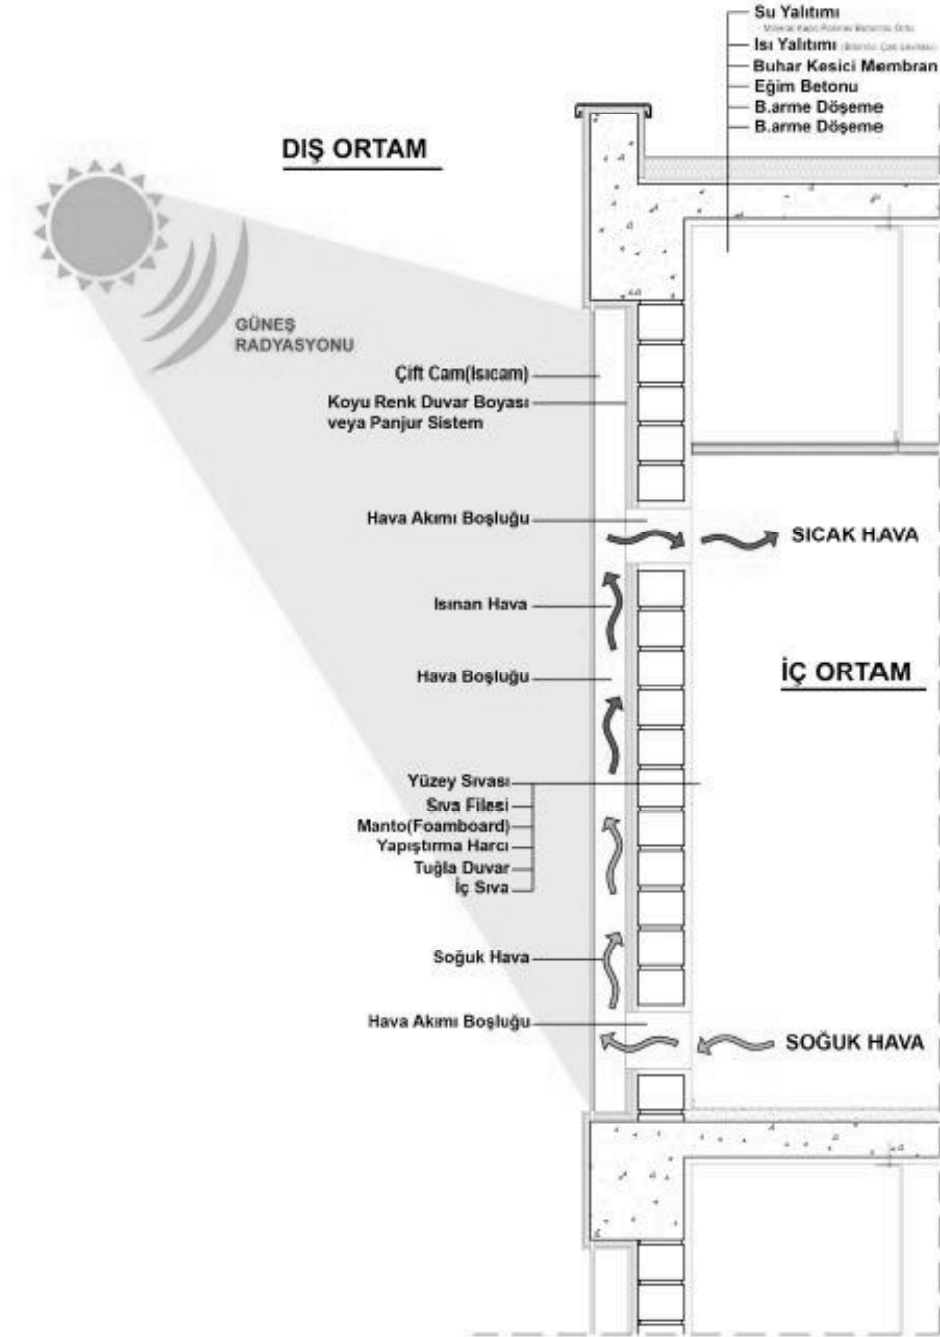 Su Yalıtımı
Isı Yalıtımı
Buhar Kesici Membran
Eğim Betonu
B.arme Döşeme
B.arme Döşeme
DIŞ ORTAM
GÜNEŞ
RADYASYONU
Çift Cam(Isıcam)
Koyu Renk Duvar Boyası
veya Panjur Sistem
Hava Akımı Boşluğu
SICAK HAVA
Isınan Hava
İÇ ORTAM
Hava Boşluğu
Yüzey Sıvası
Sıva Filesi
Manto(Foamboard)
Yapıştırma Harcı
Tuğla Duvar
İç Sıva
Soğuk Hava
Hava Akımı Boşluğu
SOĞUK HAVA